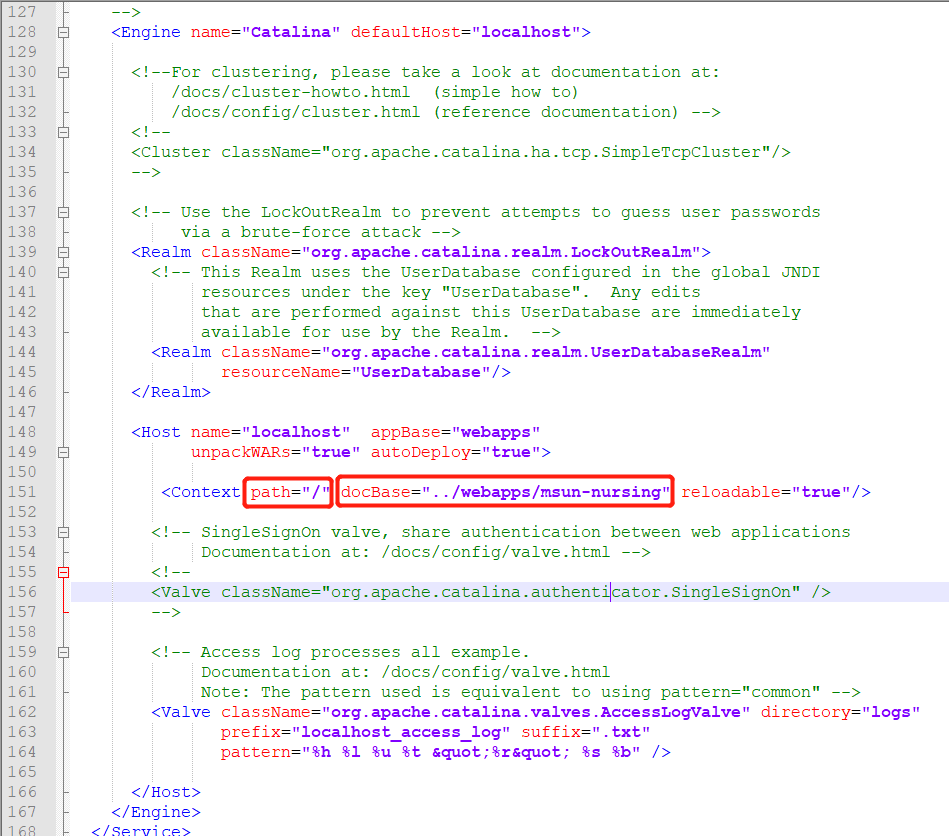 127     -->
128     <Engine name="Catalina" defaultHost="localhost">
129
130       <!--For clustering, please take a look at documentation at:
131           /docs/cluster-howto.html  (simple how to)
132           /docs/config/cluster.html (reference documentation) -->
133       <!--
134       <Cluster className="org.apache.catalina.ha.tcp.SimpleTcpCluster"/>
135       -->
136
137       <!-- Use the LockOutRealm to prevent attempts to guess user passwords
138            via a brute-force attack -->
139       <Realm className="org.apache.catalina.realm.LockOutRealm">
140         <!-- This Realm uses the UserDatabase configured in the global JNDI
141              resources under the key "UserDatabase".  Any edits
142              that are performed against this UserDatabase are immediately
143              available for use by the Realm.  -->
144         <Realm className="org.apache.catalina.realm.UserDatabaseRealm"
145                resourceName="UserDatabase"/>
146       </Realm>
147
148       <Host name="localhost"  appBase="webapps"
149             unpackWARs="true" autoDeploy="true">
150
151          <Context path="/" docBase="../webapps/msun-nursing" reloadable="true"/>
152
153         <!-- SingleSignOn valve, share authentication between web applications
154              Documentation at: /docs/config/valve.html -->
155         <!--
156         <Valve className="org.apache.catalina.authenticator.SingleSignOn" />
157         -->
158
159         <!-- Access log processes all example.
160              Documentation at: /docs/config/valve.html
161              Note: The pattern used is equivalent to using pattern="common" -->
162         <Valve className="org.apache.catalina.valves.AccessLogValve" directory="logs"
163                prefix="localhost_access_log" suffix=".txt"
164                pattern="%h %l %u %t &quot;%r&quot; %s %b" />
165
166       </Host>
167     </Engine>
168   </Service>